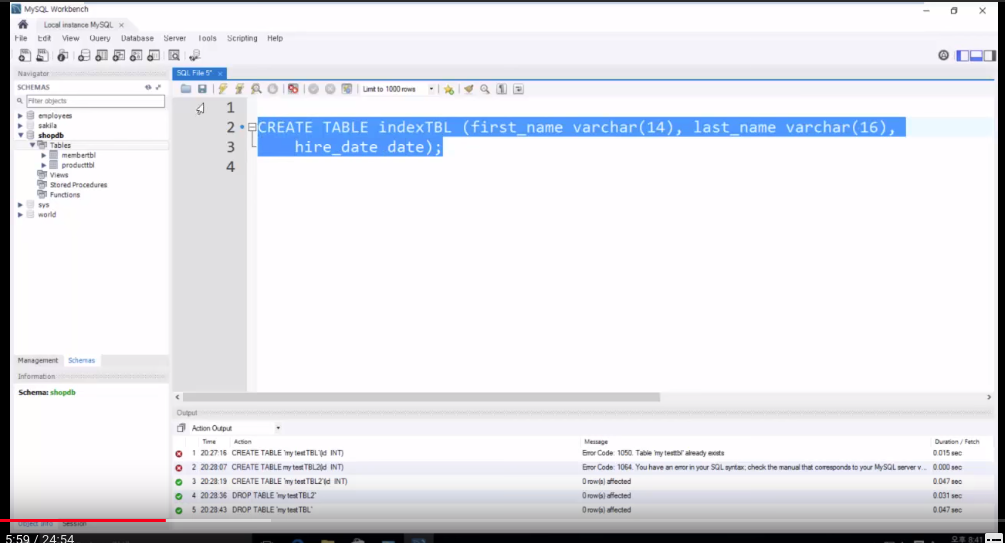 MySQL Workbench
Local instance MySQL ×
File Edit View Query Database Server Tools Scripting Help
Navigator
SQL File 5* ×
SCHEMAS
Limit to 1000 rows
Filter objects
employees
sakila
shopdb
Tables
membertbl
producttbl
Views
Stored Procedures
Functions
sys
world
1
2 CREATE TABLE indexTBL (first_name varchar(14), last_name varchar(16),
3 hire_date date);
4
Management Schemas
Information
Schema: shopdb
Output
Action Output
Time Action Message Duration / Fetch
1 20:27:16 CREATE TABLE 'my testTBL'(id INT) Error Code: 1050. Table 'my testtbl' already exists 0.015 sec
2 20:28:07 CREATE TABLE my testTBL2(id INT) Error Code: 1064. You have an error in your SQL syntax; check the manual that corresponds to your MySQL server v... 0.000 sec
3 20:28:19 CREATE TABLE 'my testTBL2'(id INT) 0 row(s) affected 0.047 sec
4 20:28:36 DROP TABLE 'my testTBL2' 0 row(s) affected 0.031 sec
5 20:28:43 DROP TABLE 'my testTBL' 0 row(s) affected 0.047 sec
Object Info Session
5:59 / 24:54
오후 8:41